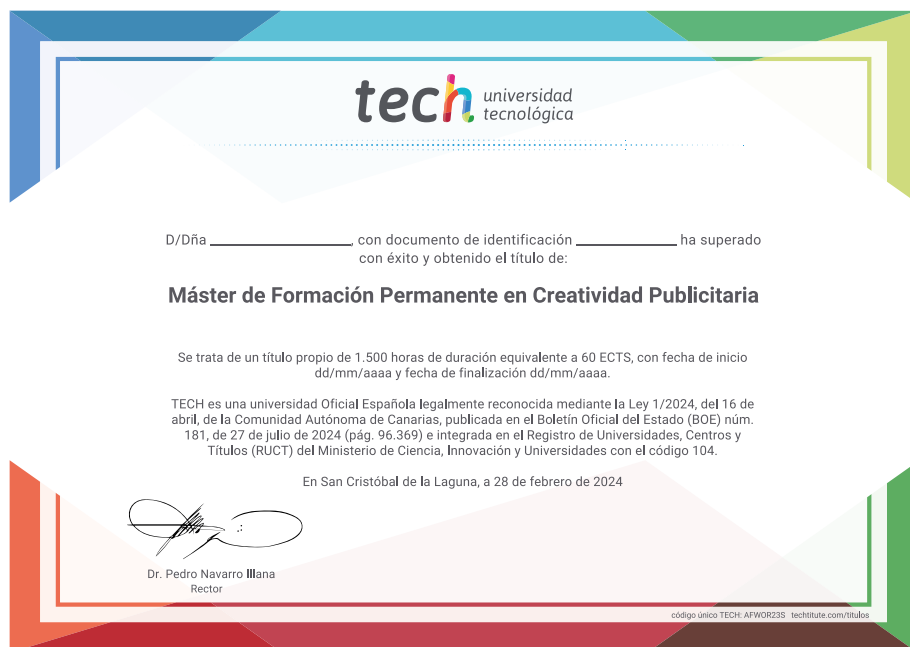 tech universidad
tecnológica
D/Dña ______________, con documento de identificación __________ ha superado
con éxito y obtenido el título de:
Máster de Formación Permanente en Creatividad Publicitaria
Se trata de un título propio de 1.500 horas de duración equivalente a 60 ECTS, con fecha de inicio
dd/mm/aaaa y fecha de finalización dd/mm/aaaa.
TECH es una universidad Oficial Española legalmente reconocida mediante la Ley 1/2024, del 16 de
abril, de la Comunidad Autónoma de Canarias, publicada en el Boletín Oficial del Estado (BOE) núm.
181, de 27 de julio de 2024 (pág. 96.369) e integrada en el Registro de Universidades, Centros y
Títulos (RUCT) del Ministerio de Ciencia, Innovación y Universidades con el código 104.
En San Cristóbal de la Laguna, a 28 de febrero de 2024
Dr. Pedro Navarro Illana
Rector
código único TECH: AFWOR23S techtitute.com/titulos